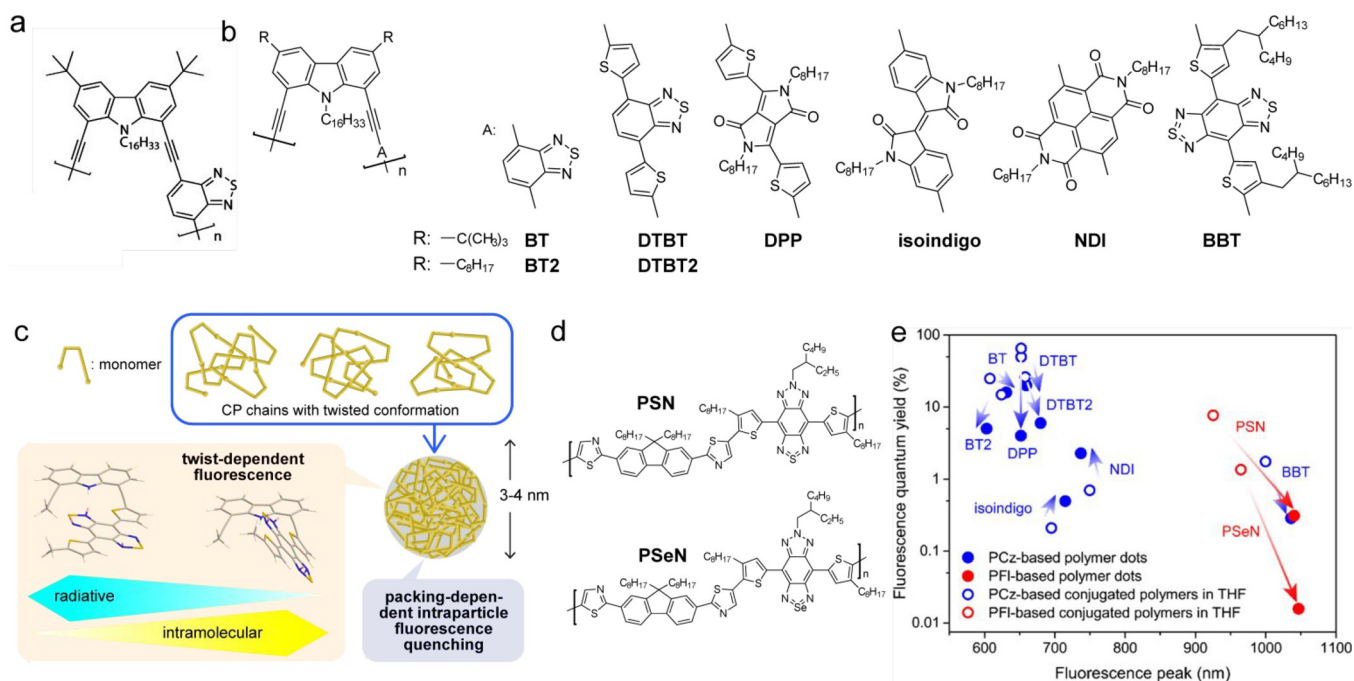 a
N
C16H33
N
S
N
n
b
R
R
N
C16H33
A
n
A:
N
S
N
S
N
S
N
S
S
N
C8H17
O
O
N
C8H17
S
C8H17
N
O
O
N
C8H17
C8H17
O
N
O
O
N
O
C8H17
C6H13
C4H9
S
N
S
N
N
S
N
C4H9
S
C6H13
R: —C(CH3)3 BT DTBT DPP isoindigo NDI BBT
R: —C8H17 BT2 DTBT2
c
: monomer
CP chains with twisted conformation
twist-dependent
fluorescence
3-4 nm
radiative
intramolecular
packing-depen-
dent intraparticle
fluorescence
quenching
d
PSN
C4H9
C2H5
N
N
N
C8H17
S
S
n
C8H17
C8H17 C8H17
N
S
N
S
N
S
N
PSeN
C4H9
C2H5
N
N
N
C8H17
S
S
n
C8H17
C8H17 C8H17
N
S
N
S
N
Se
N
e
Fluorescence quantum yield (%)
100
10
1
0.1
0.01
BT
DTBT
DTBT2
BT2
DPP
NDI
isoindigo
PSN
BBT
PSeN
PCz-based polymer dots
PFI-based polymer dots
PCz-based conjugated polymers in THF
PFI-based conjugated polymers in THF
600 700 800 900 1000 1100
Fluorescence peak (nm)